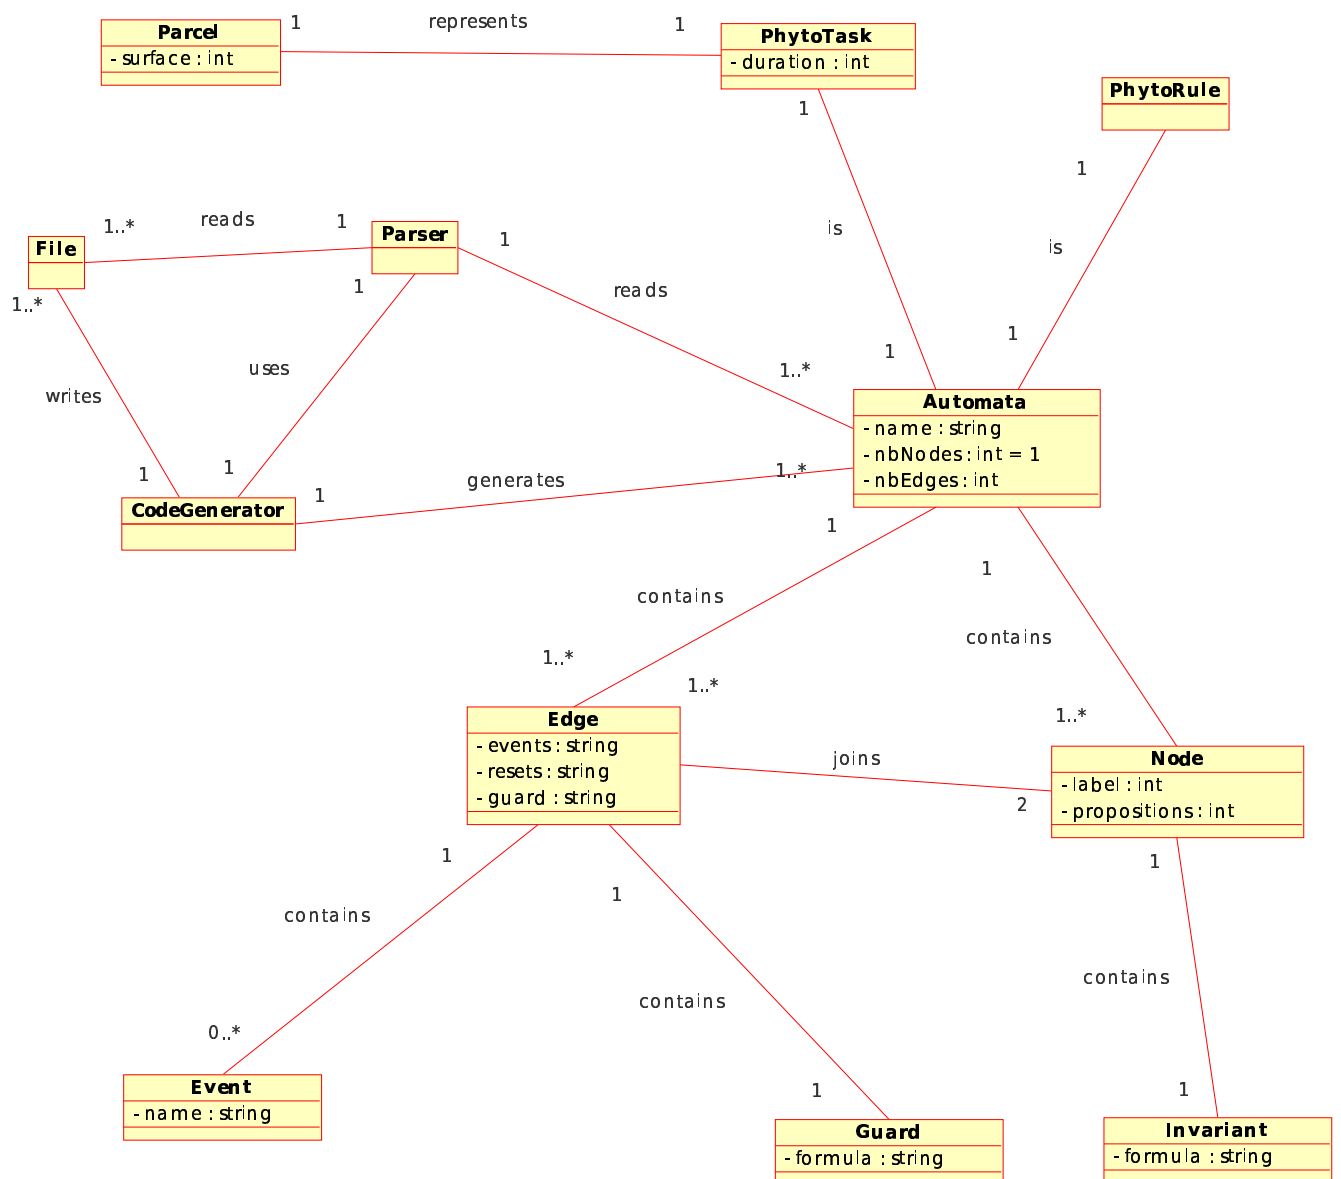 1 represents 1
Parcel
- surface : int
PhytoTask
- duration : int
PhytoRule
1
1
is
is
1..* reads 1
File
Parser
1
1..*
1
reads
uses
writes
1
1
1..*
Automata
- name : string
- nbNodes : int = 1
- nbEdges : int
1
1
CodeGenerator
1
generates
1..*
1
1
contains
contains
1..*
1..*
1..*
Edge
- events : string
- resets : string
- guard : string
joins
2
Node
- label : int
- propositions : int
1
1
1
contains
contains
contains
0..*
1
1
Event
- name : string
Guard
- formula : string
Invariant
- formula : string